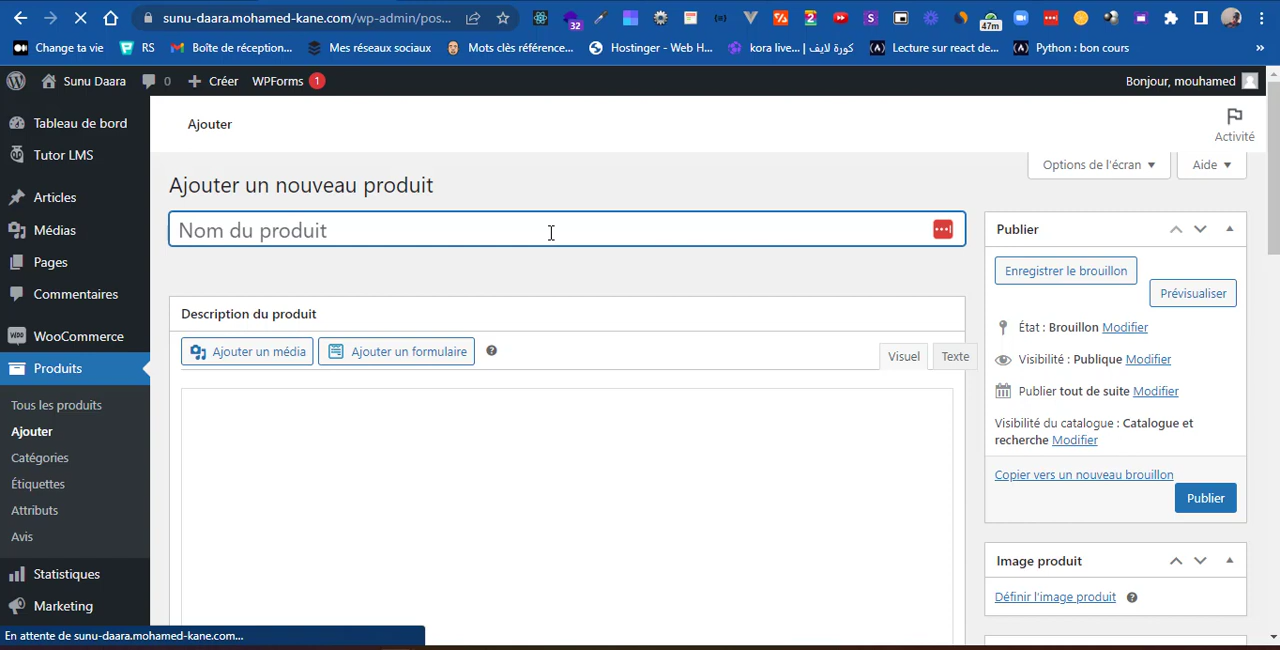 sunu-daara.mohamed-kane.com/wp-admin/pos...
32
2
S
47m
Change ta vie
RS
Boîte de réception...
Mes réseaux sociaux
Mots clés référence...
Hostinger - Web H...
kora live... | كورة لايف
Lecture sur react de...
Python : bon cours
»
Sunu Daara
0
Créer
WPForms
1
Bonjour, mouhamed
Tableau de bord
Tutor LMS
Articles
Médias
Pages
Commentaires
WooCommerce
Produits
Tous les produits
Ajouter
Catégories
Étiquettes
Attributs
Avis
Statistiques
Marketing
En attente de sunu-daara.mohamed-kane.com...
Ajouter
Activité
Options de l'écran
Aide
Ajouter un nouveau produit
Nom du produit
Description du produit
Ajouter un média
Ajouter un formulaire
Visuel
Texte
Publier
Enregistrer le brouillon
Prévisualiser
État : Brouillon Modifier
Visibilité : Publique Modifier
Publier tout de suite Modifier
Visibilité du catalogue : Catalogue et
recherche Modifier
Copier vers un nouveau brouillon
Publier
Image produit
Définir l'image produit